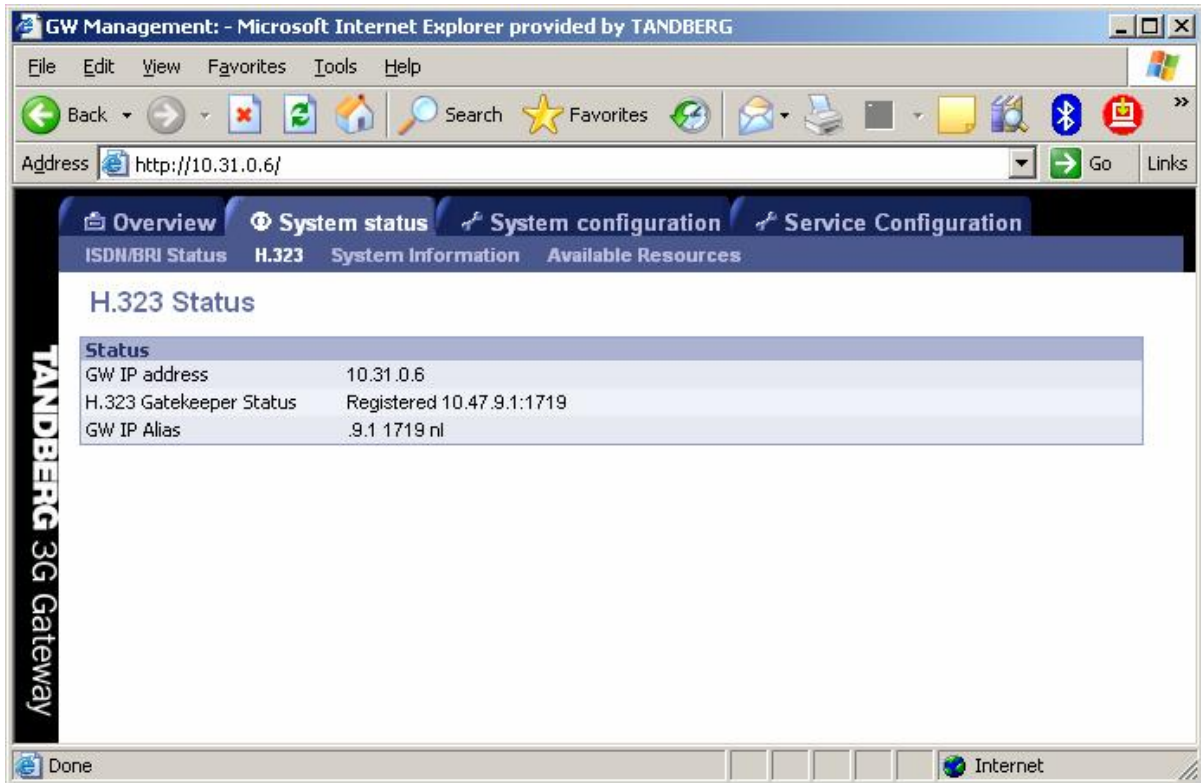 GW Management: - Microsoft Internet Explorer provided by TANDBERG
File Edit View Favorites Tools Help
Back Search Favorites »
Address http://10.31.0.6/ Go Links
Overview System status System configuration Service Configuration
ISDN/BRI Status H.323 System Information Available Resources
H.323 Status
Status
GW IP address 10.31.0.6
H.323 Gatekeeper Status Registered 10.47.9.1:1719
GW IP Alias .9.1 1719 nl
TANDBERG 3G Gateway
Done Internet